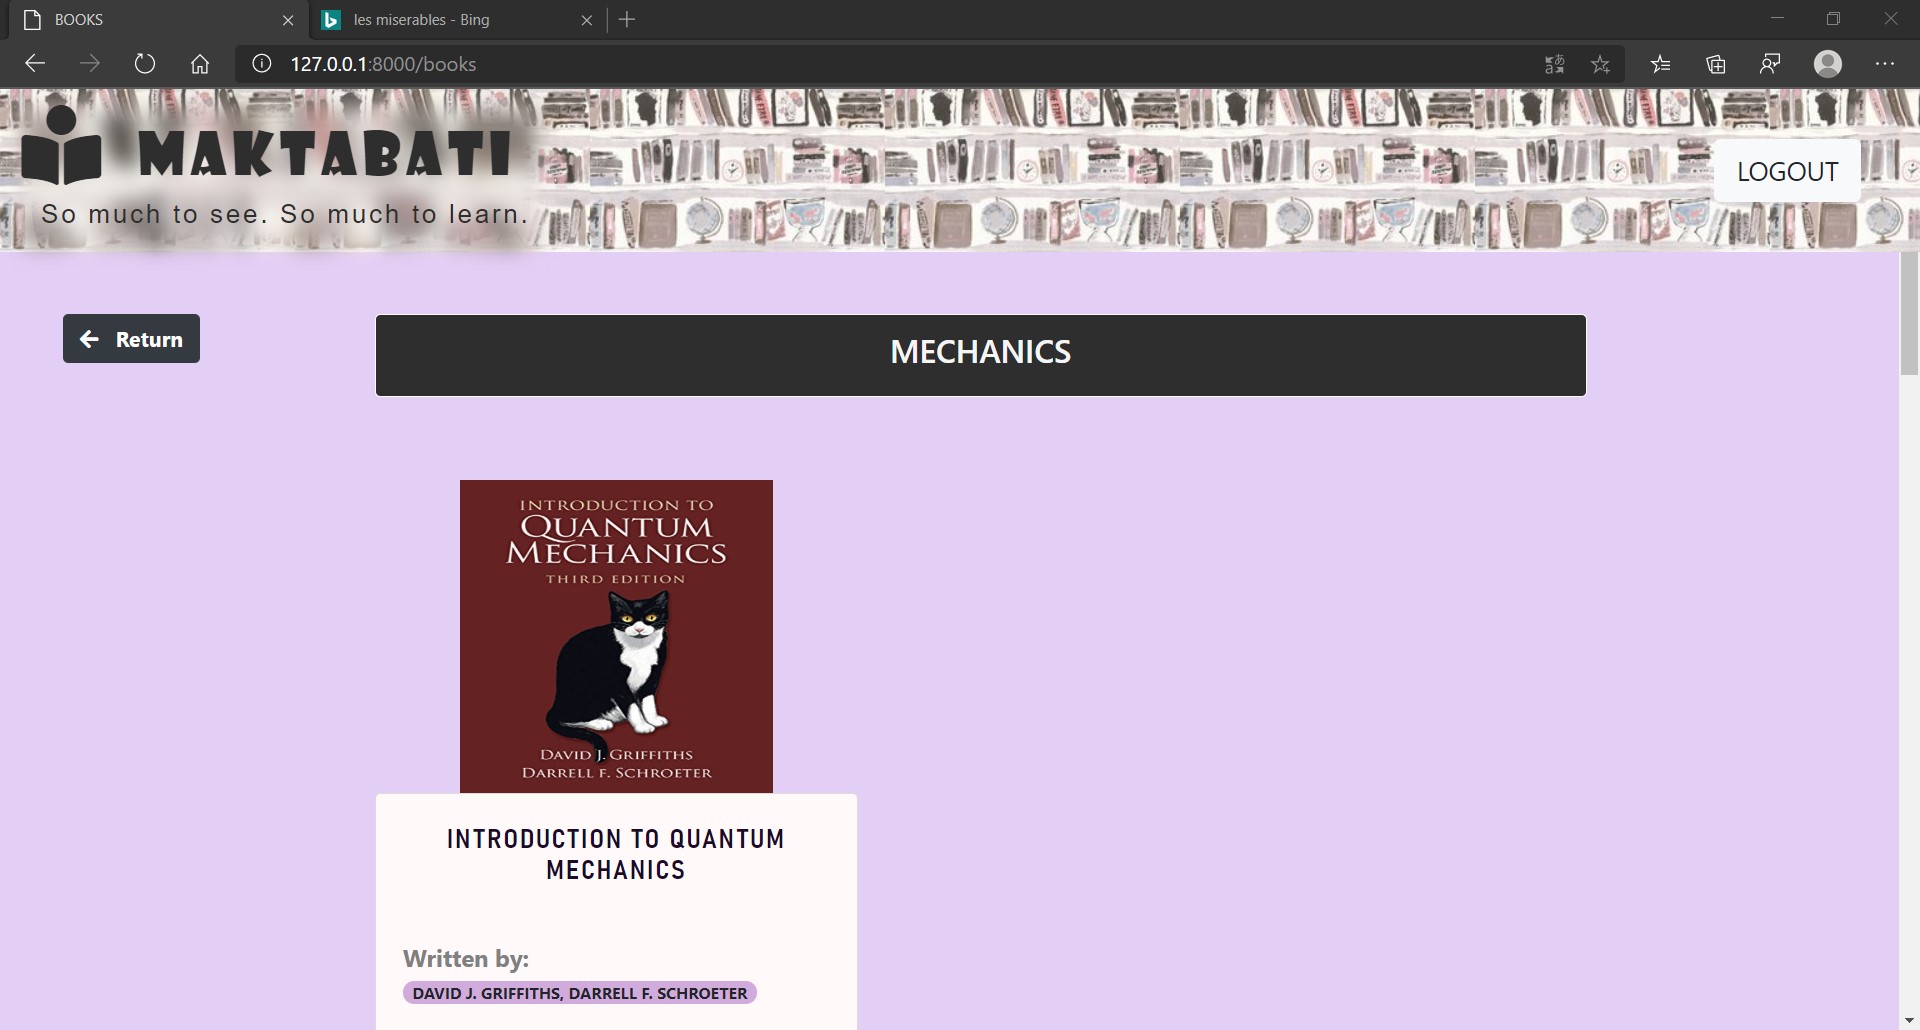 BOOKS
les miserables - Bing
127.0.0.1:8000/books
MAKTABATI
So much to see. So much to learn.
LOGOUT
Return
MECHANICS
INTRODUCTION TO
QUANTUM
MECHANICS
THIRD EDITION
DAVID J. GRIFFITHS
DARRELL F. SCHROETER
INTRODUCTION TO QUANTUM
MECHANICS
Written by:
DAVID J. GRIFFITHS, DARRELL F. SCHROETER